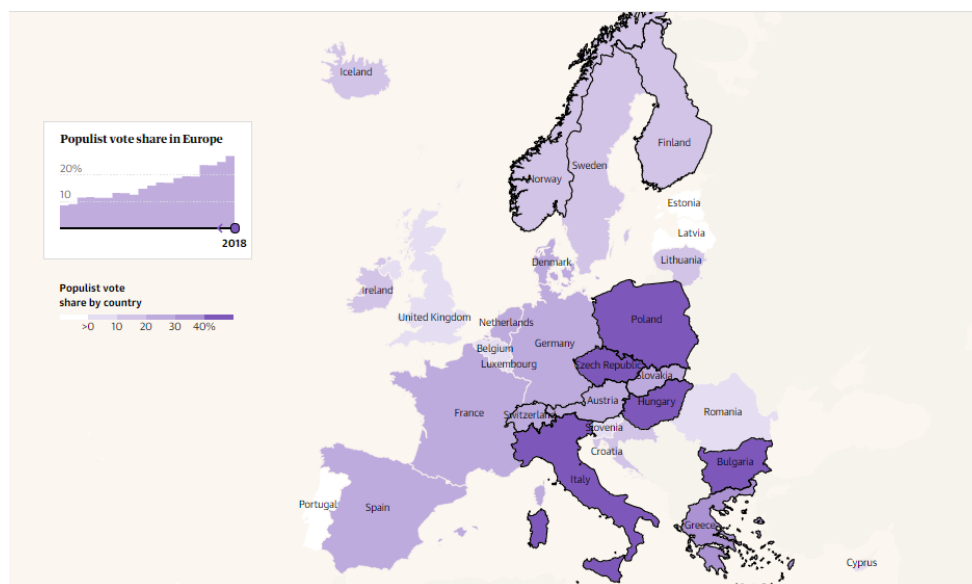 Iceland
Populist vote share in Europe
20%
10
2018
Populist vote
share by country
>0 10 20 30 40%
Finland
Sweden
Norway
Estonia
Latvia
Lithuania
Denmark
Ireland
United Kingdom
Netherlands
Poland
Belgium
Germany
Luxembourg
Czech Republic
Slovakia
Austria
Hungary
France
Switzerland
Slovenia
Romania
Croatia
Bulgaria
Italy
Portugal
Spain
Greece
Cyprus